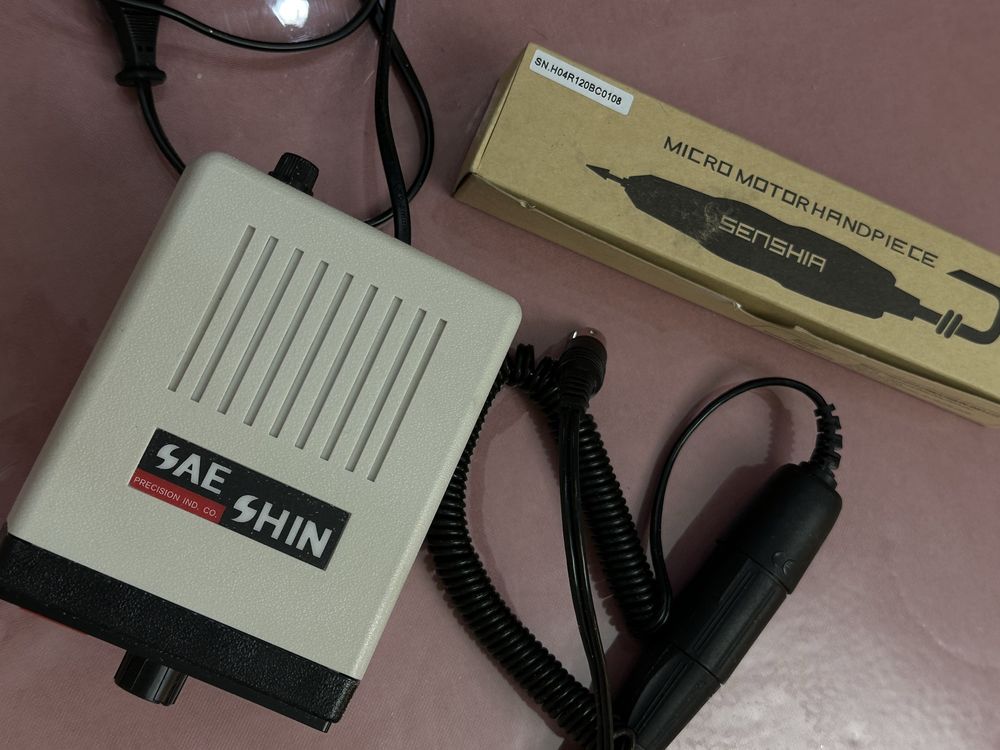 SN.H04R120BC0108
MICRO MOTOR HANDPIECE
SENSHIA
SAE
PRECISION IND. CO.
SHIN